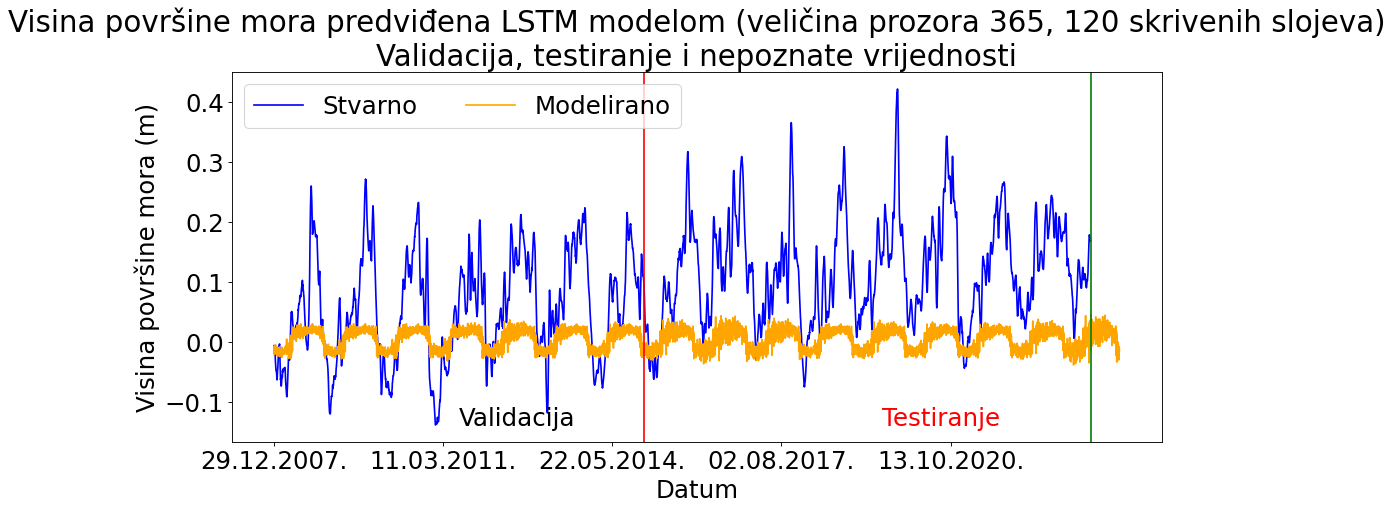 Visina površine mora predviđena LSTM modelom (veličina prozora 365, 120 skrivenih slojeva)
Validacija, testiranje i nepoznate vrijednosti
Stvarno
Modelirano
Visina površine mora (m)
0.4
0.3
0.2
0.1
0.0
−0.1
Validacija
Testiranje
29.12.2007.
11.03.2011.
22.05.2014.
02.08.2017.
13.10.2020.
Datum